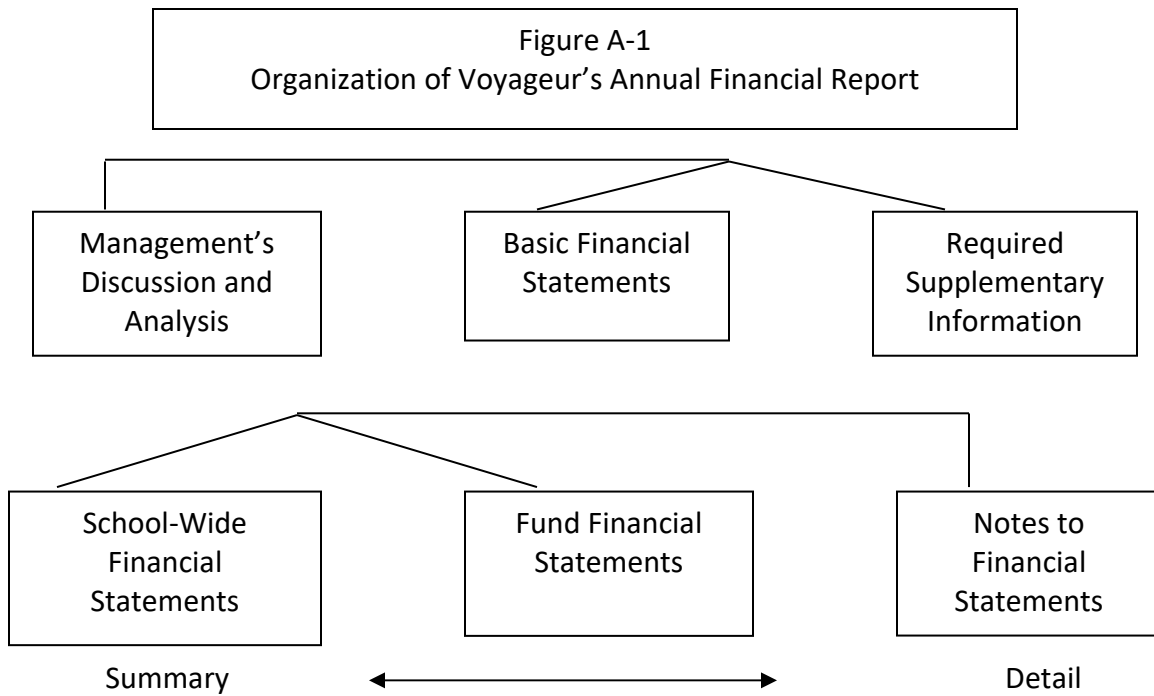 Figure A-1
Organization of Voyageur’s Annual Financial Report
Management’s
Discussion and
Analysis
Basic Financial
Statements
Required
Supplementary
Information
School-Wide
Financial
Statements
Fund Financial
Statements
Notes to
Financial
Statements
Summary
Detail